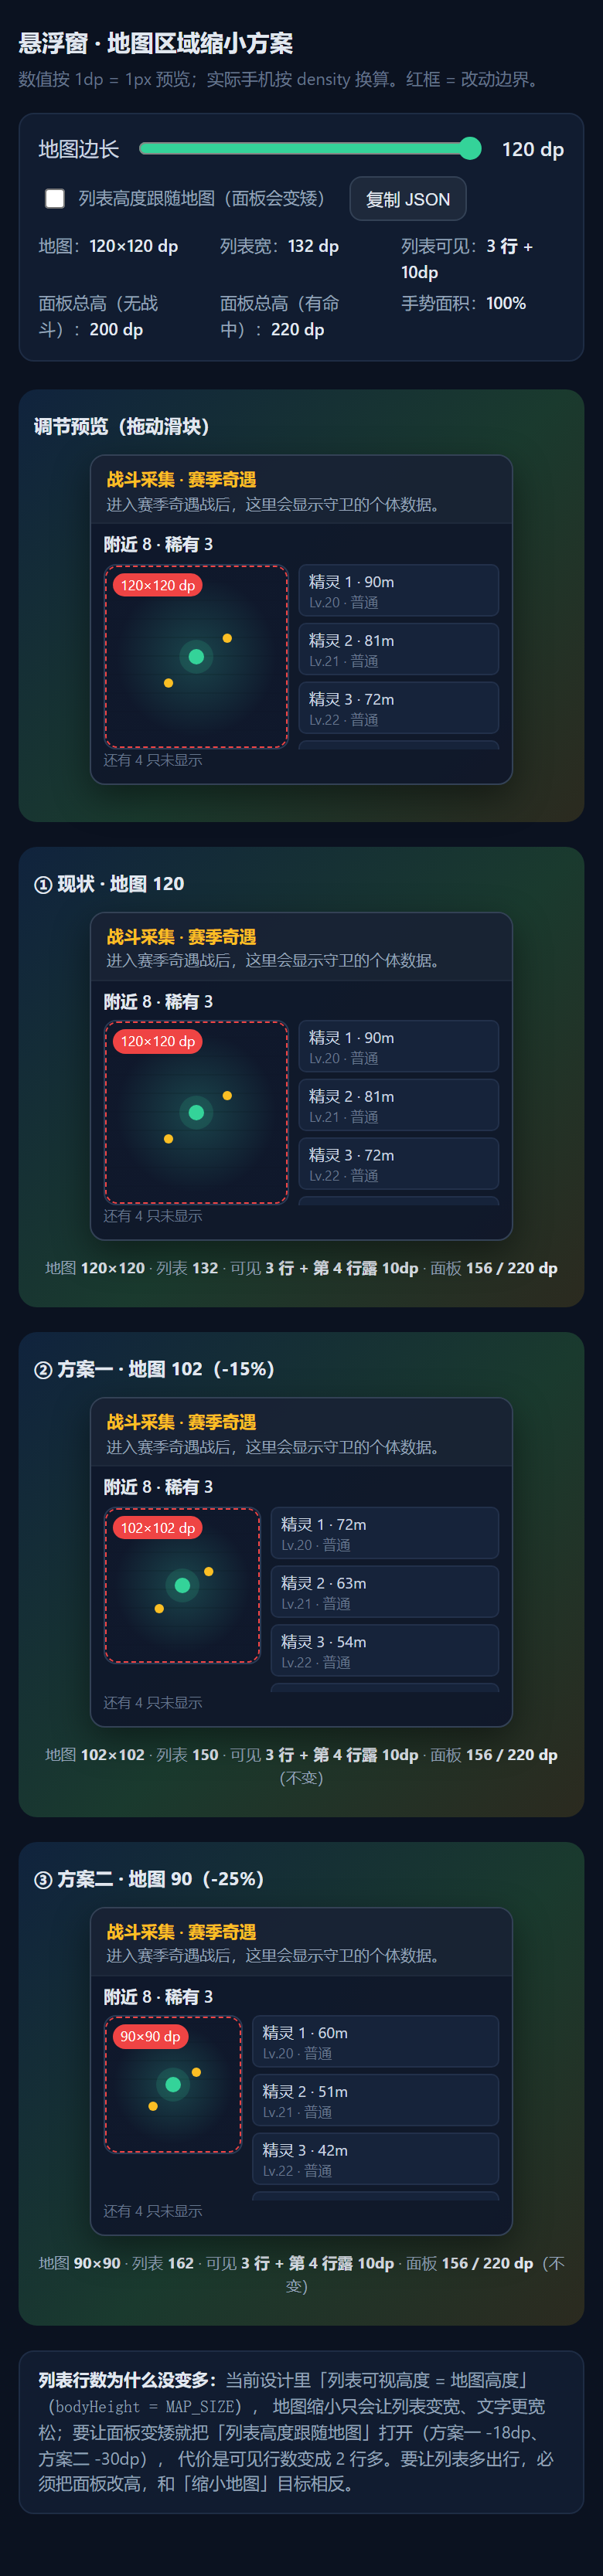 悬浮窗 · 地图区域缩小方案
数值按 1dp = 1px 预览；实际手机按 density 换算。红框 = 改动边界。
地图边长 120 dp
列表高度跟随地图（面板会变矮） 复制 JSON
地图：120×120 dp 列表宽：132 dp 列表可见：3 行 +
10dp
面板总高（无战 面板总高（有命 手势面积：100%
斗）：200 dp 中）：220 dp
调节预览（拖动滑块）
战斗采集 · 赛季奇遇
进入赛季奇遇战后，这里会显示守卫的个体数据。
附近 8 · 稀有 3
120×120 dp
精灵 1 · 90m
Lv.20 · 普通
精灵 2 · 81m
Lv.21 · 普通
精灵 3 · 72m
Lv.22 · 普通
还有 4 只未显示
① 现状 · 地图 120
战斗采集 · 赛季奇遇
进入赛季奇遇战后，这里会显示守卫的个体数据。
附近 8 · 稀有 3
120×120 dp
精灵 1 · 90m
Lv.20 · 普通
精灵 2 · 81m
Lv.21 · 普通
精灵 3 · 72m
Lv.22 · 普通
还有 4 只未显示
地图 120×120 · 列表 132 · 可见 3 行 + 第 4 行露 10dp · 面板 156 / 220 dp
② 方案一 · 地图 102（-15%）
战斗采集 · 赛季奇遇
进入赛季奇遇战后，这里会显示守卫的个体数据。
附近 8 · 稀有 3
102×102 dp
精灵 1 · 72m
Lv.20 · 普通
精灵 2 · 63m
Lv.21 · 普通
精灵 3 · 54m
Lv.22 · 普通
还有 4 只未显示
地图 102×102 · 列表 150 · 可见 3 行 + 第 4 行露 10dp · 面板 156 / 220 dp
（不变）
③ 方案二 · 地图 90（-25%）
战斗采集 · 赛季奇遇
进入赛季奇遇战后，这里会显示守卫的个体数据。
附近 8 · 稀有 3
90×90 dp
精灵 1 · 60m
Lv.20 · 普通
精灵 2 · 51m
Lv.21 · 普通
精灵 3 · 42m
Lv.22 · 普通
还有 4 只未显示
地图 90×90 · 列表 162 · 可见 3 行 + 第 4 行露 10dp · 面板 156 / 220 dp（不
变）
列表行数为什么没变多：当前设计里「列表可视高度 = 地图高度」
（bodyHeight = MAP_SIZE），地图缩小只会让列表变宽、文字更宽
松；要让面板变矮就把「列表高度跟随地图」打开（方案一 -18dp、
方案二 -30dp），代价是可见行数变成 2 行多。要让列表多出行，必
须把面板改高，和「缩小地图」目标相反。